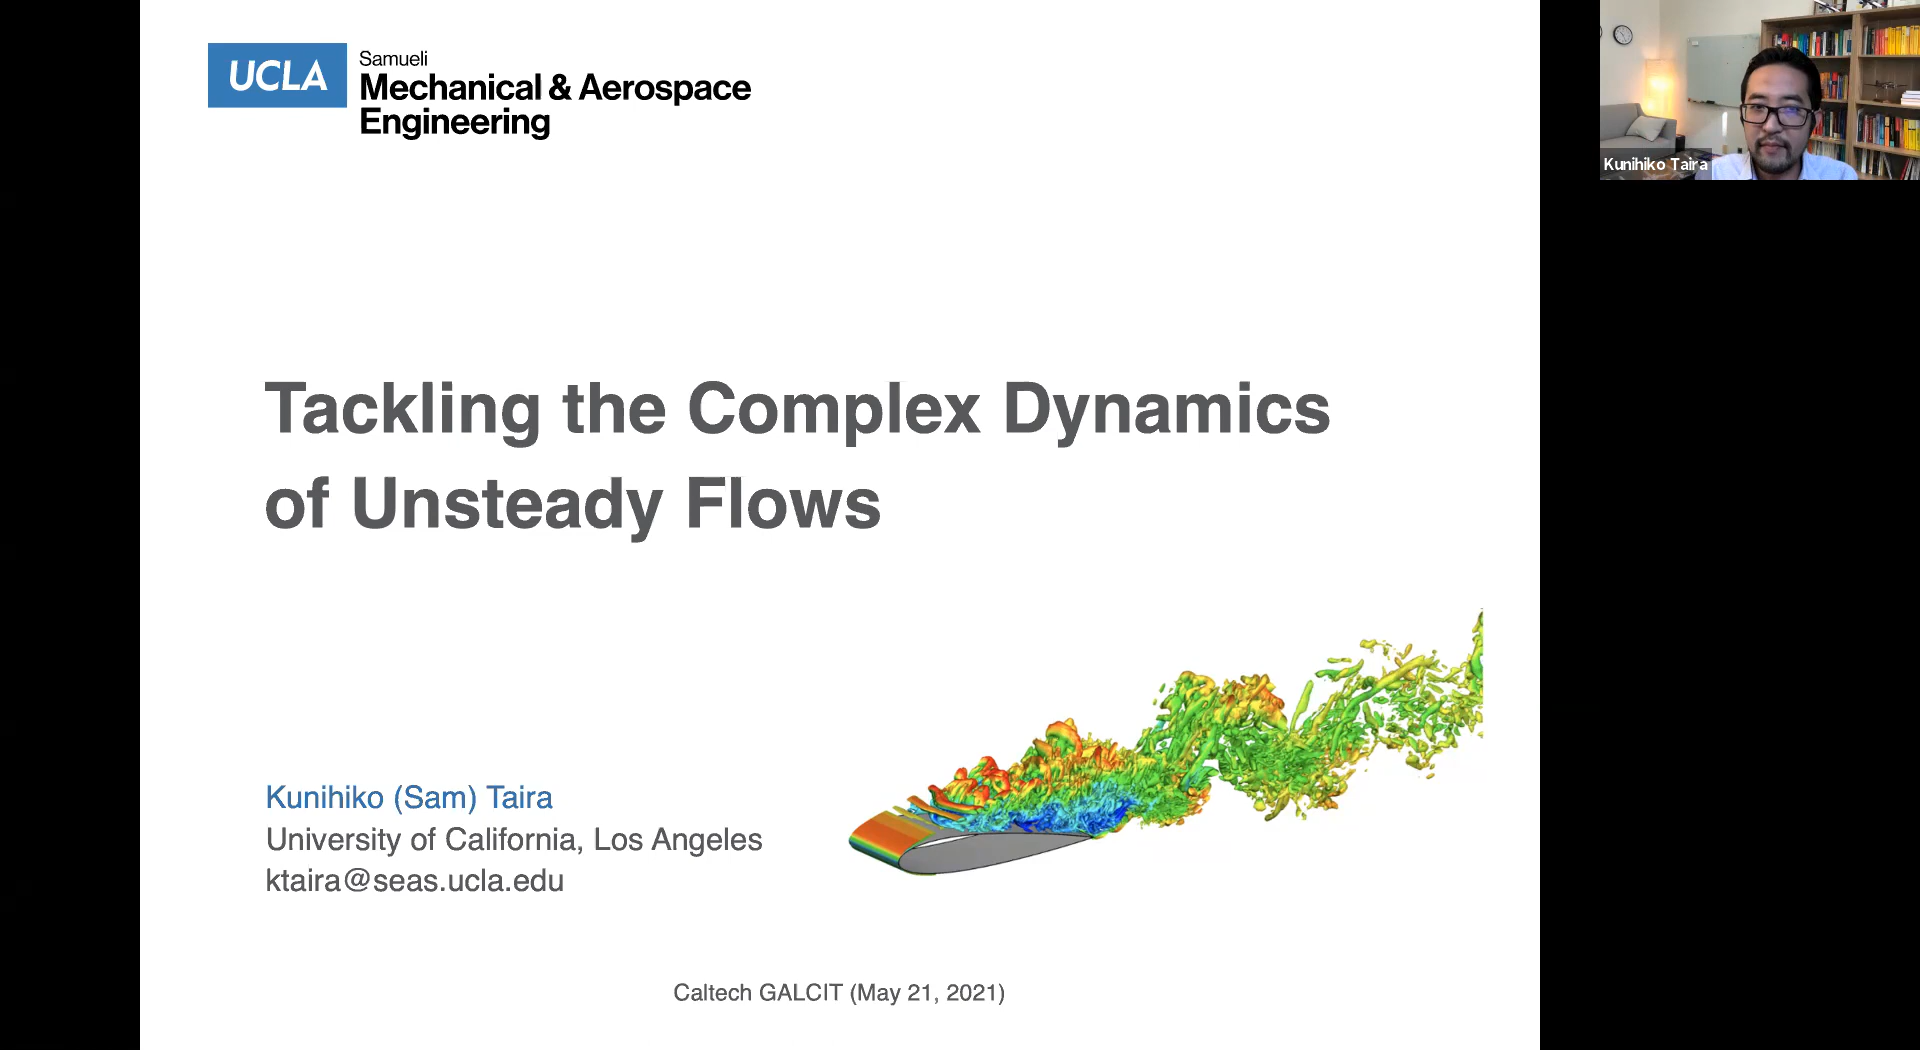 UCLA
Samueli
Mechanical & Aerospace
Engineering
Kunihiko Taira
Tackling the Complex Dynamics
of Unsteady Flows
Kunihiko (Sam) Taira
University of California, Los Angeles
ktaira@seas.ucla.edu
Caltech GALCIT (May 21, 2021)